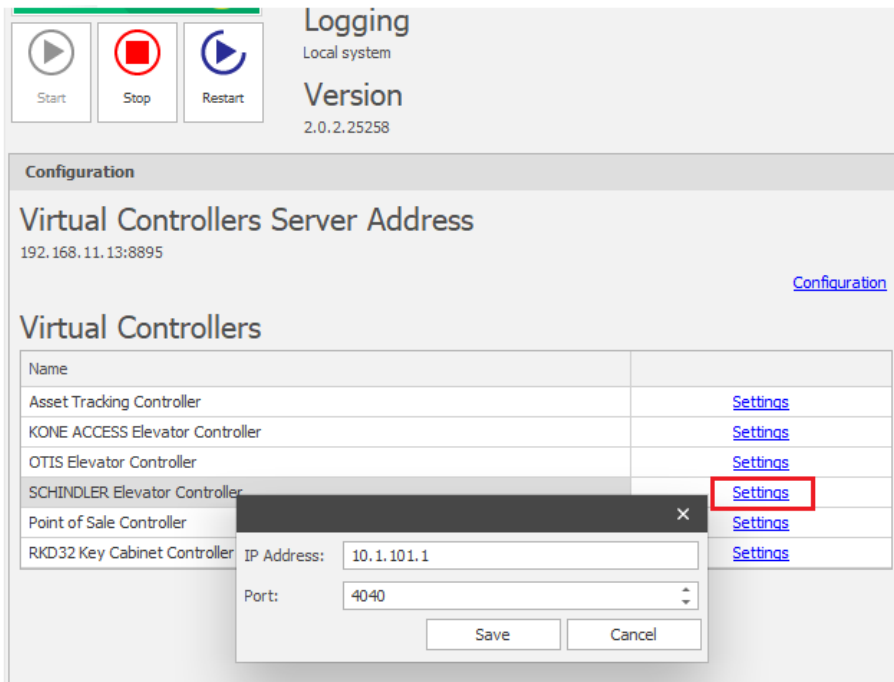 Logging
Local system
Start Stop Restart
Version
2.0.2.25258
Configuration
Virtual Controllers Server Address
192.168.11.13:8895
Configuration
Virtual Controllers
Name
Asset Tracking Controller Settings
KONE ACCESS Elevator Controller Settings
OTIS Elevator Controller Settings
SCHINDLER Elevator Controller Settings
Point of Sale Controller Settings
RKD32 Key Cabinet Controller Settings
IP Address: 10.1.101.1
Port: 4040
Save Cancel